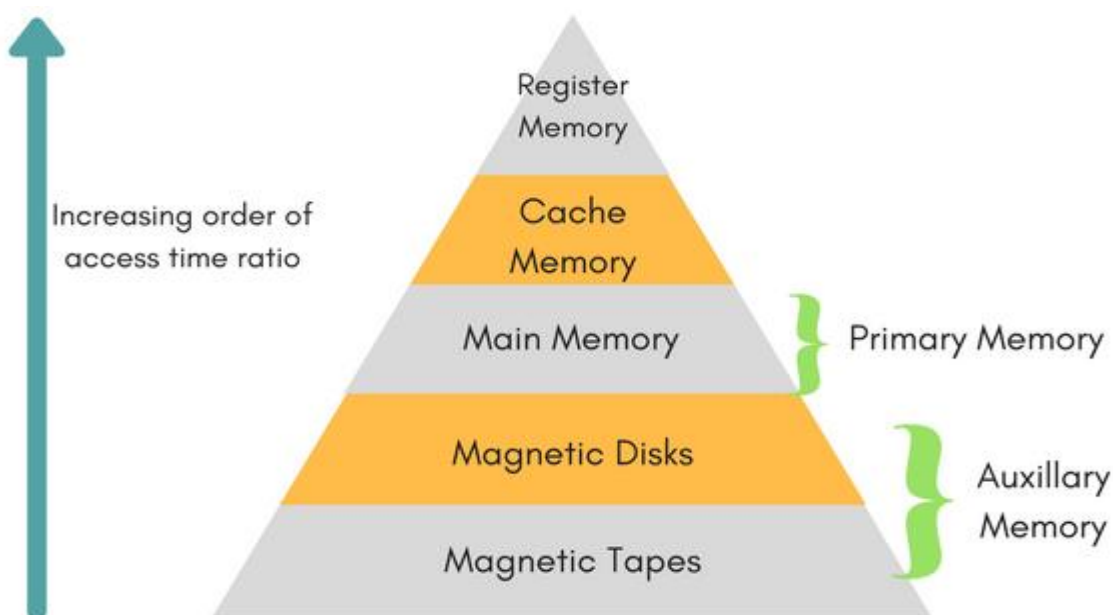 Register
Memory
Increasing order of
access time ratio
Cache
Memory
Main Memory
Primary Memory
Magnetic Disks
Auxillary
Memory
Magnetic Tapes